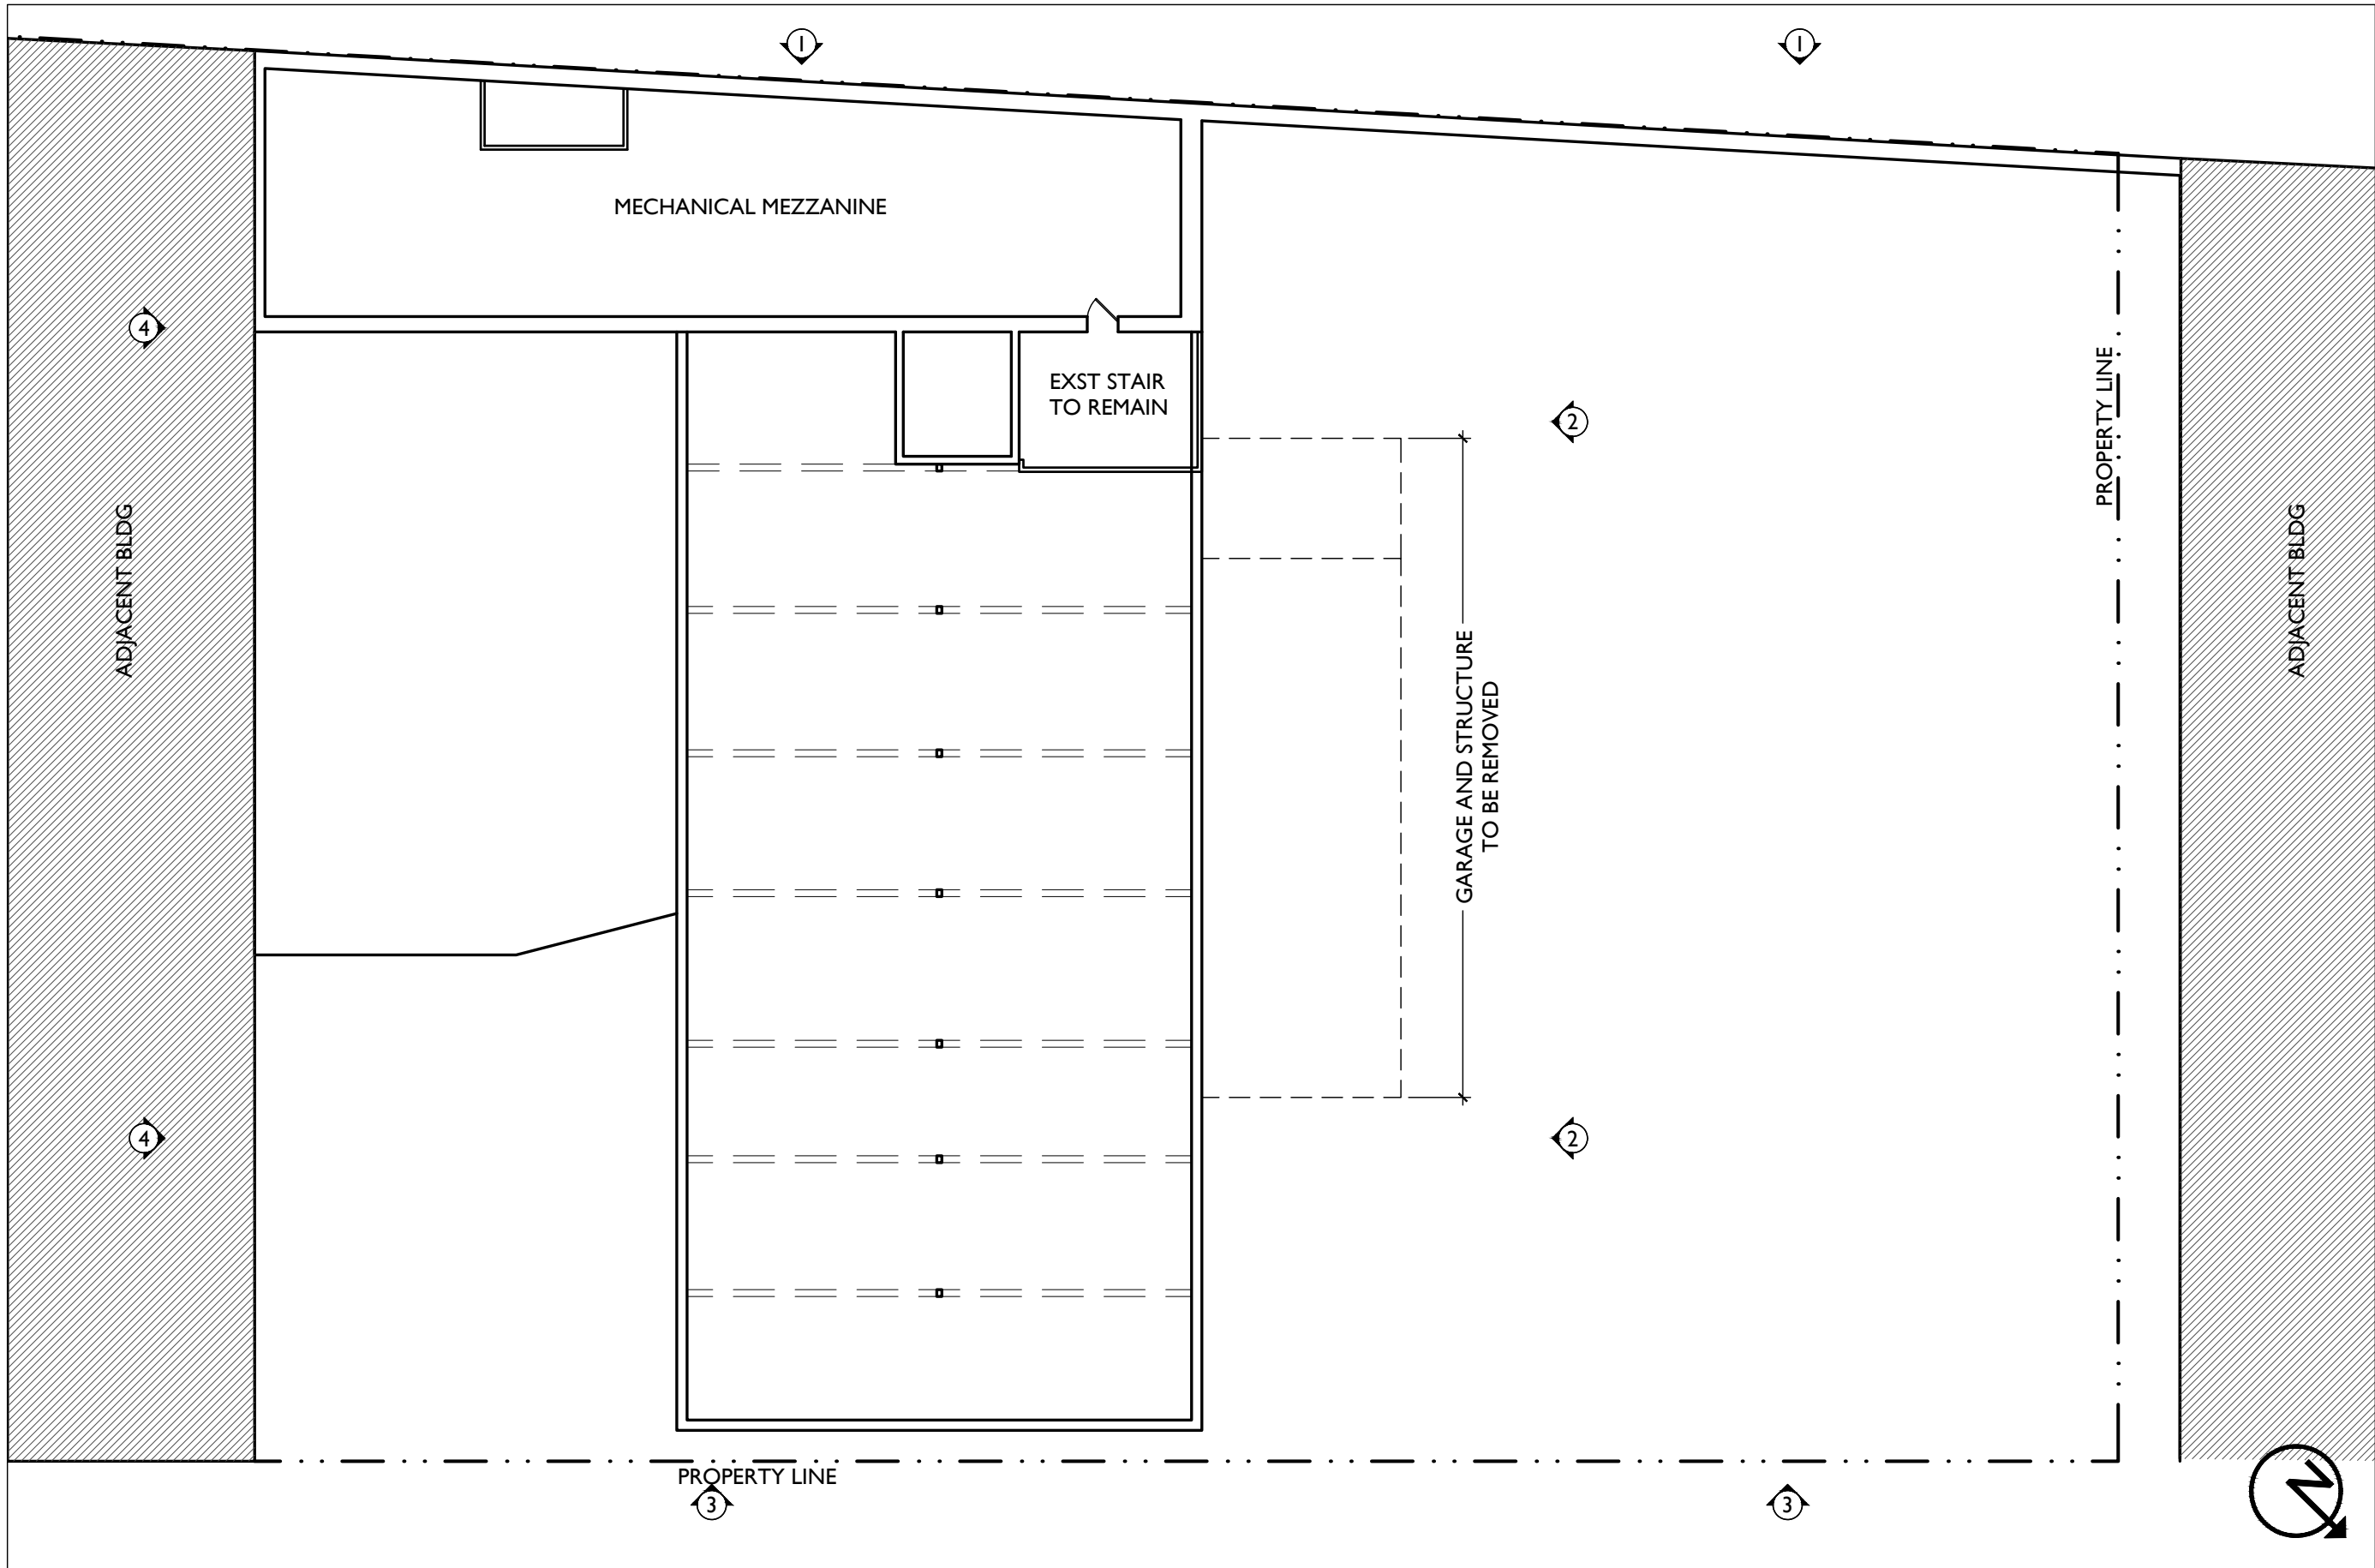 1
1
MECHANICAL MEZZANINE
4
EXST STAIR
TO REMAIN
2
PROPERTY LINE
ADJACENT BLDG
ADJACENT BLDG
GARAGE AND STRUCTURE
TO BE REMOVED
4
2
PROPERTY LINE
3
3
N